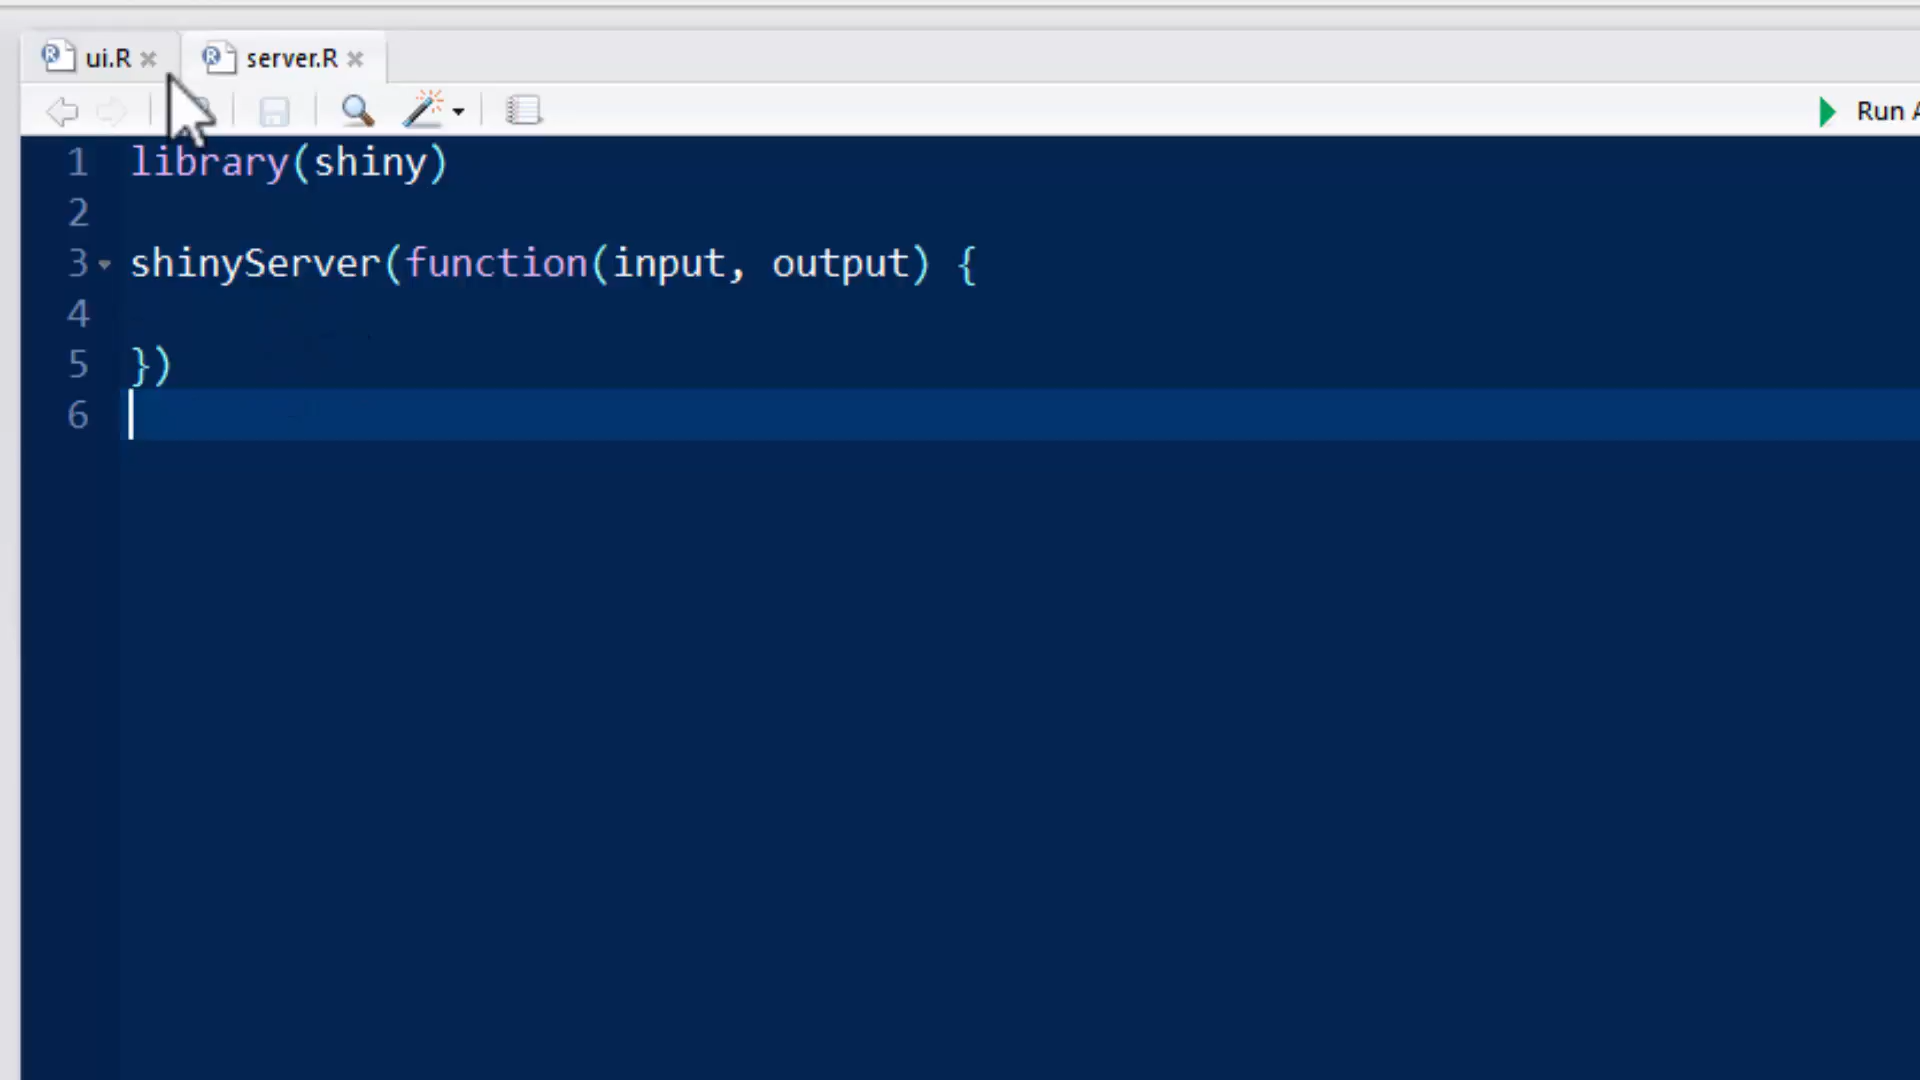 ui.R server.R
Run A
1 library(shiny)
2
3 shinyServer(function(input, output) {
4
5 })
6